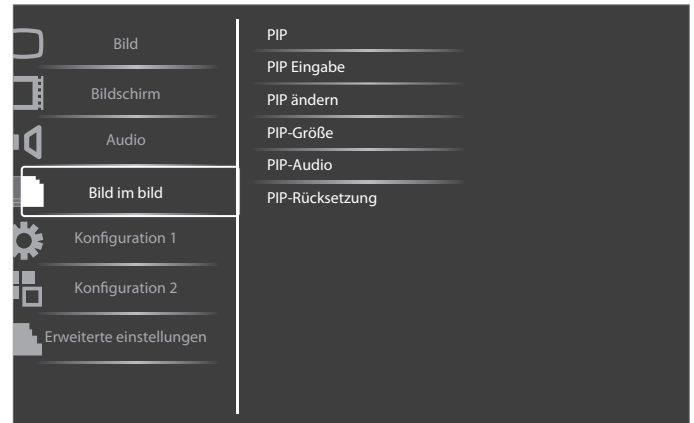 Bild
Bildschirm
Audio
Bild im bild
Konfiguration 1
Konfiguration 2
Erweiterte einstellungen
PIP
PIP Eingabe
PIP ändern
PIP-Größe
PIP-Audio
PIP-Rücksetzung